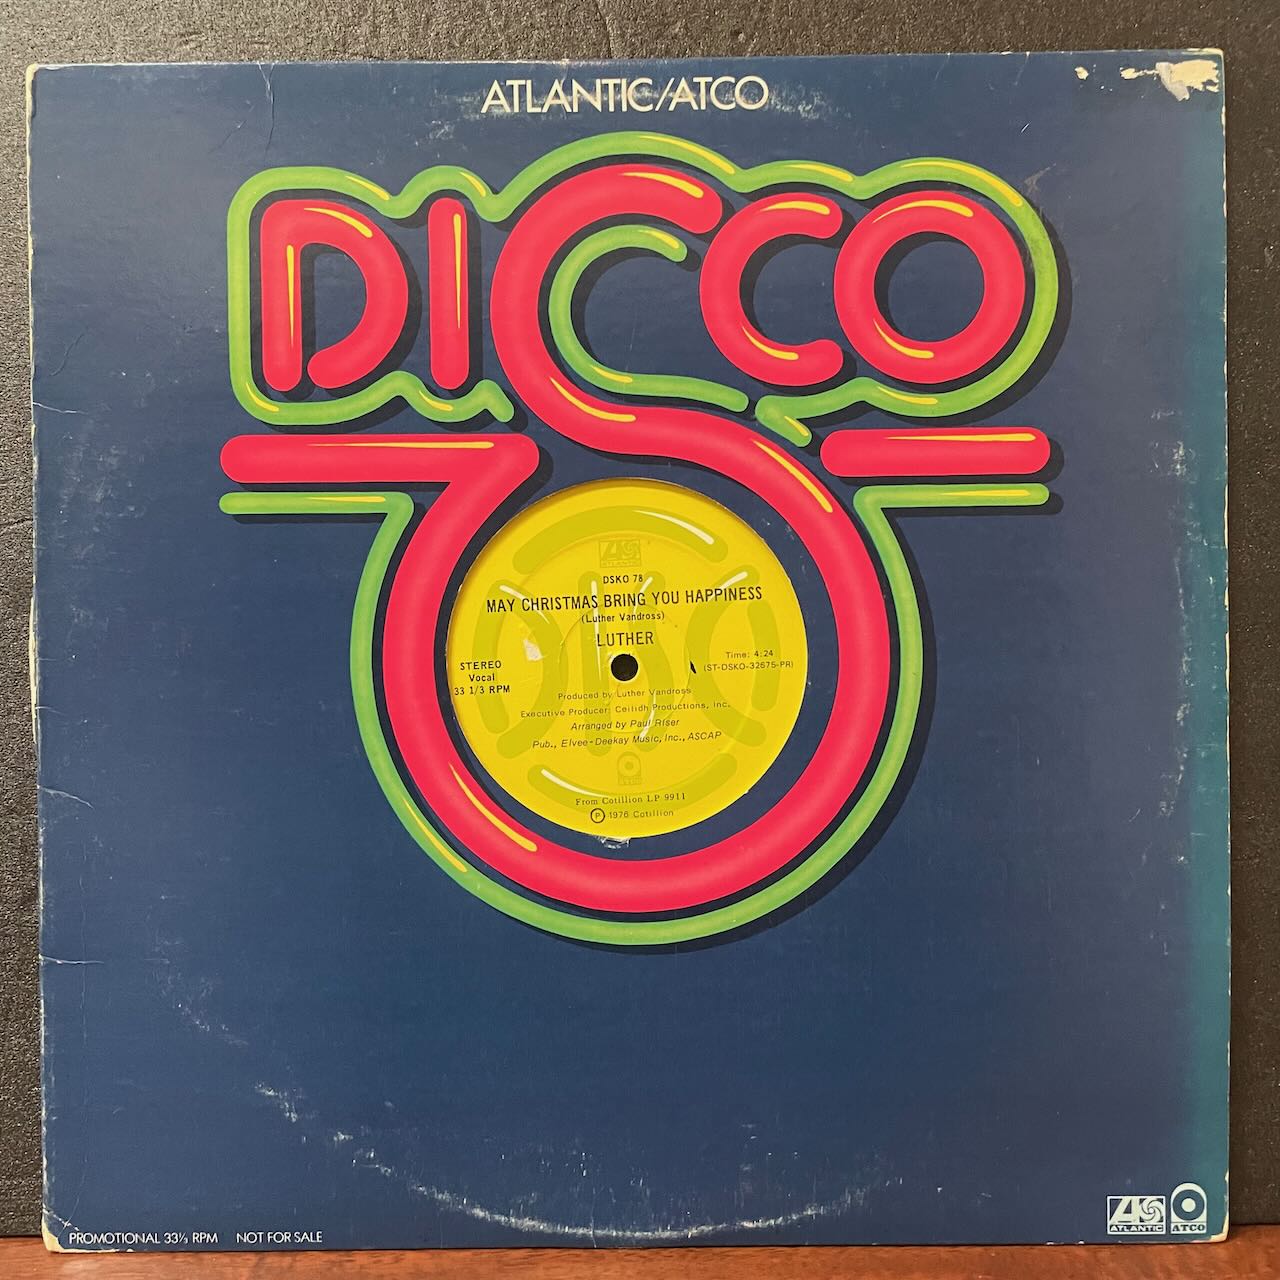 ATLANTIC/ATCO
DISCO
ATLANTIC
DSKO 78
MAY CHRISTMAS BRING YOU HAPPINESS
(Luther Vandross)
LUTHER
STEREO
Vocal
33 1/3 RPM
Time: 4:24
(ST-DSKO-32675-PR)
Produced by Luther Vandross
Executive Producer: Ceilidh Productions, Inc.
Arranged by Paul Riser
Pub., Elvee-Deekay Music, Inc., ASCAP
From Cotillion LP 9911
Ⓟ 1976 Cotillion
PROMOTIONAL 33⅓ RPM NOT FOR SALE
ATLANTIC
ATCO